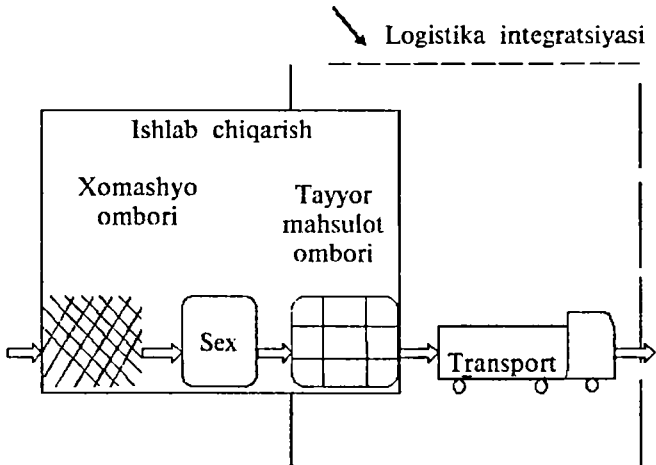 Logistika integratsiyasi
Ishlab chiqarish
Xomashyo
ombori
Tayyor
mahsulot
ombori
Sex
Transport